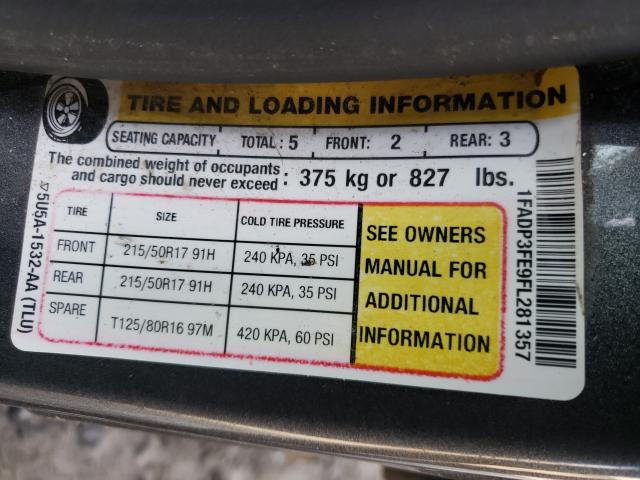 TIRE AND LOADING INFORMATION
SEATING CAPACITY TOTAL: 5 FRONT: 2 REAR: 3
The combined weight of occupants
and cargo should never exceed : 375 kg or 827 lbs.
TIRE SIZE COLD TIRE PRESSURE
FRONT 215/50R17 91H 240 KPA, 35 PSI
REAR 215/50R17 91H 240 KPA, 35 PSI
SPARE T125/80R16 97M 420 KPA, 60 PSI
SEE OWNERS
MANUAL FOR
ADDITIONAL
INFORMATION
5U5A-1532-AA (TLU)
1FADP3FE9FL281357